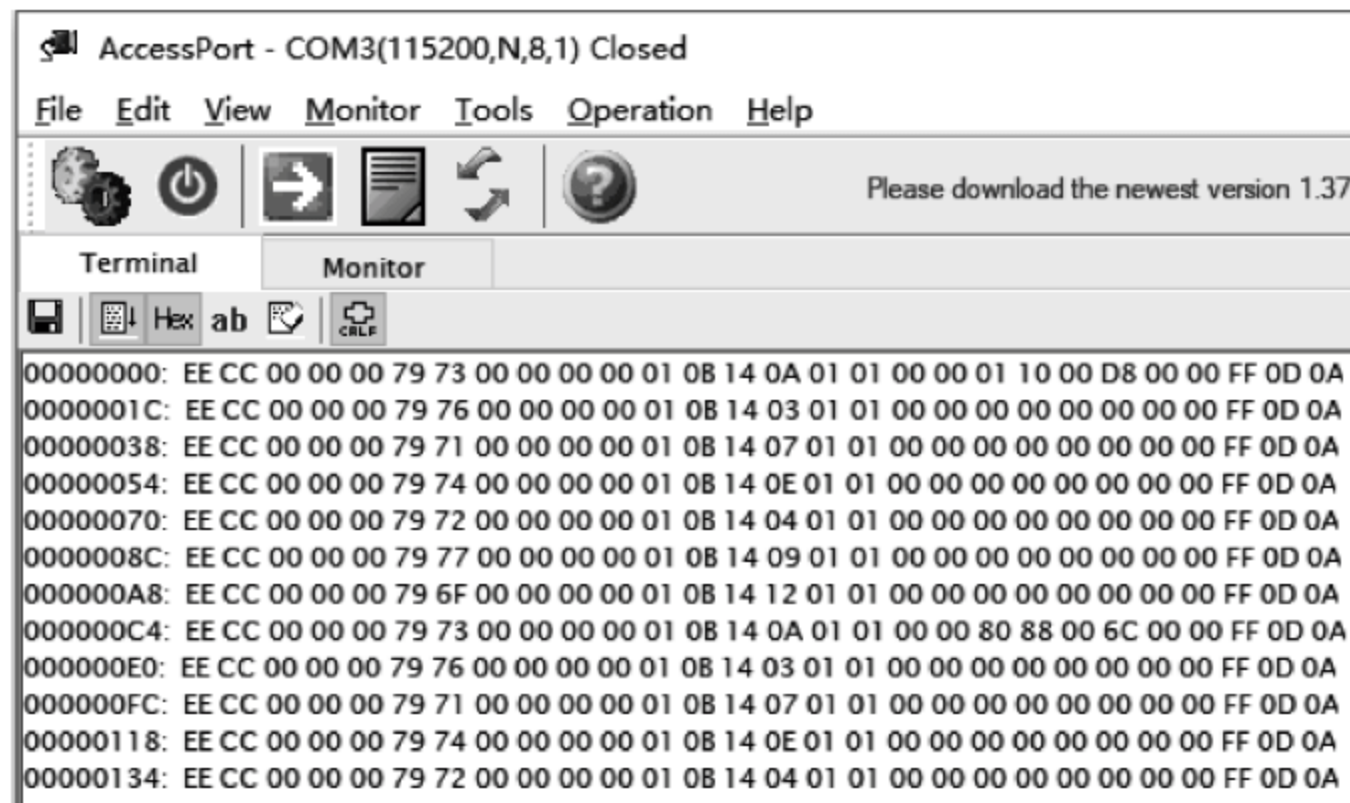 AccessPort - COM3(115200,N,8,1) Closed
File Edit View Monitor Tools Operation Help
Please download the newest version 1.37
Terminal Monitor
Hex ab CRLF
00000000: EE CC 00 00 00 79 73 00 00 00 00 01 0B 14 0A 01 01 00 00 01 10 00 D8 00 00 FF 0D 0A
0000001C: EE CC 00 00 00 79 76 00 00 00 00 01 0B 14 03 01 01 00 00 00 00 00 00 00 00 FF 0D 0A
00000038: EE CC 00 00 00 79 71 00 00 00 00 01 0B 14 07 01 01 00 00 00 00 00 00 00 00 FF 0D 0A
00000054: EE CC 00 00 00 79 74 00 00 00 00 01 0B 14 0E 01 01 00 00 00 00 00 00 00 00 FF 0D 0A
00000070: EE CC 00 00 00 79 72 00 00 00 00 01 0B 14 04 01 01 00 00 00 00 00 00 00 00 FF 0D 0A
0000008C: EE CC 00 00 00 79 77 00 00 00 00 01 0B 14 09 01 01 00 00 00 00 00 00 00 00 FF 0D 0A
000000A8: EE CC 00 00 00 79 6F 00 00 00 00 01 0B 14 12 01 01 00 00 00 00 00 00 00 00 FF 0D 0A
000000C4: EE CC 00 00 00 79 73 00 00 00 00 01 0B 14 0A 01 01 00 00 80 88 00 6C 00 00 FF 0D 0A
000000E0: EE CC 00 00 00 79 76 00 00 00 00 01 0B 14 03 01 01 00 00 00 00 00 00 00 00 FF 0D 0A
000000FC: EE CC 00 00 00 79 71 00 00 00 00 01 0B 14 07 01 01 00 00 00 00 00 00 00 00 FF 0D 0A
00000118: EE CC 00 00 00 79 74 00 00 00 00 01 0B 14 0E 01 01 00 00 00 00 00 00 00 00 FF 0D 0A
00000134: EE CC 00 00 00 79 72 00 00 00 00 01 0B 14 04 01 01 00 00 00 00 00 00 00 00 FF 0D 0A